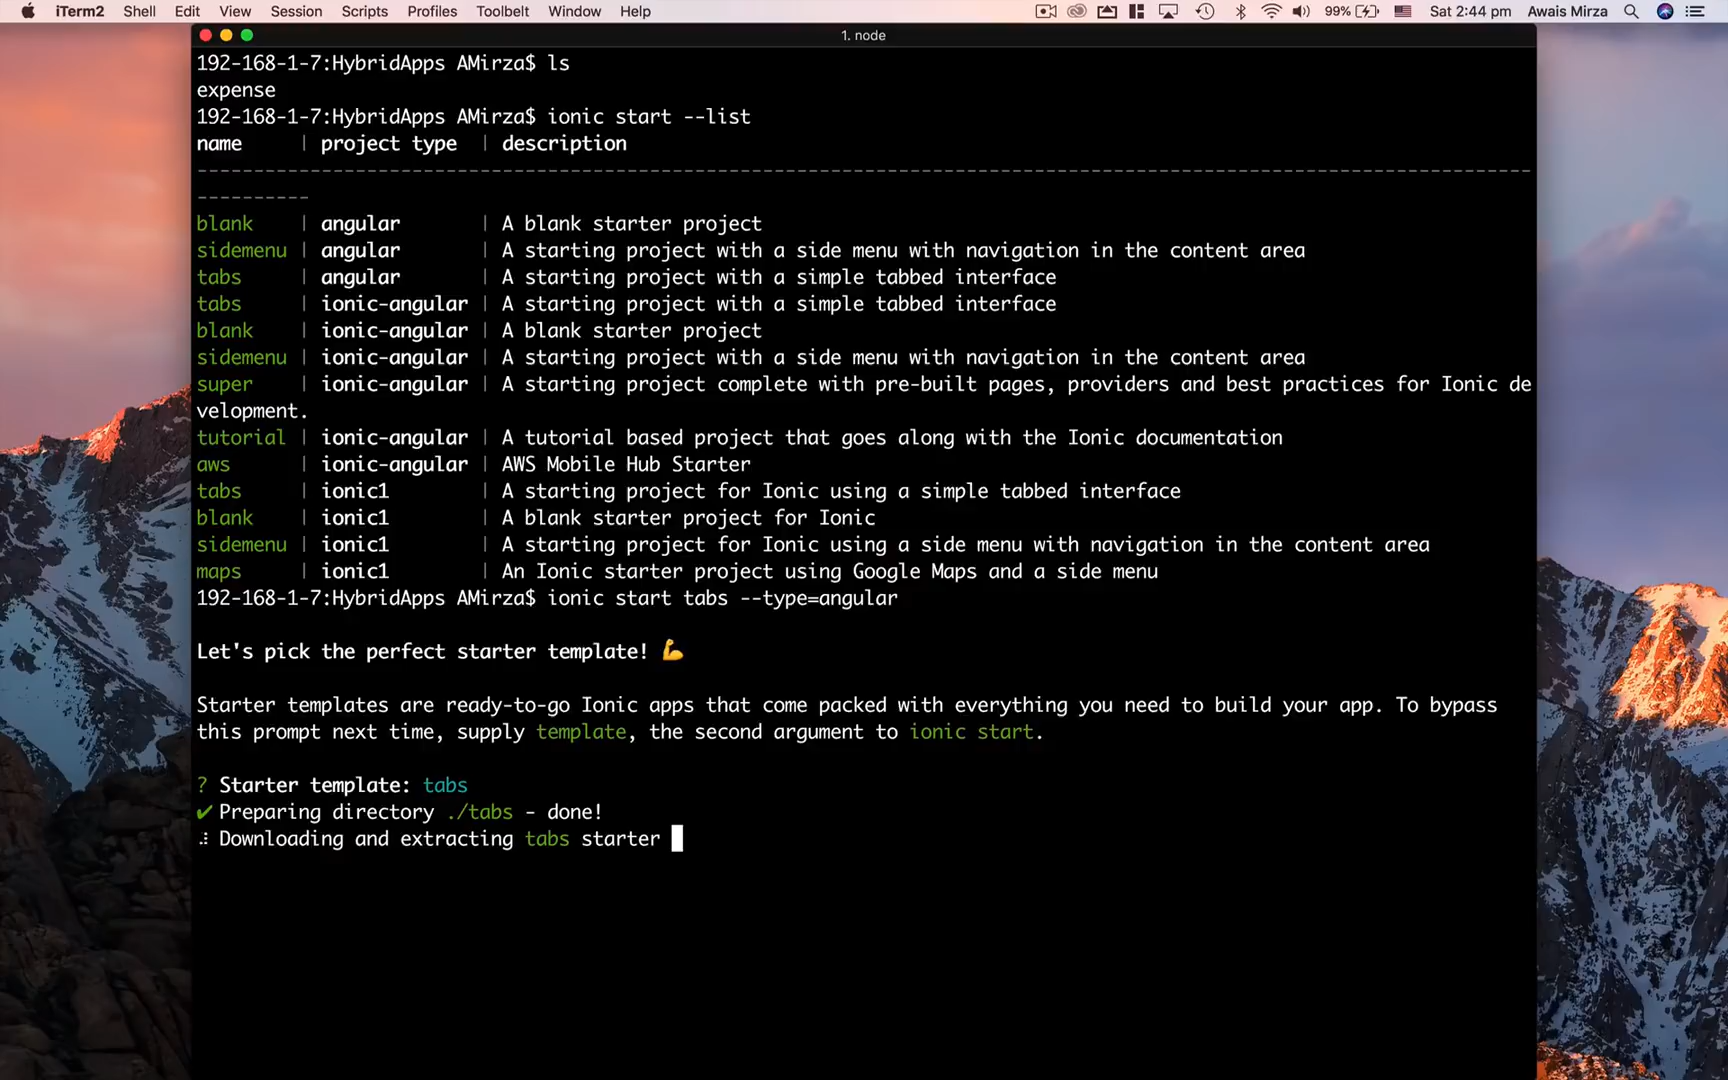 iTerm2 Shell Edit View Session Scripts Profiles Toolbelt Window Help 99% Sat 2:44 pm Awais Mirza
1. node
192-168-1-7:HybridApps AMirza$ ls
expense
192-168-1-7:HybridApps AMirza$ ionic start --list
name | project type | description
------------------------------------------------------------------------------------------------------------------------
----------
blank | angular | A blank starter project
sidemenu | angular | A starting project with a side menu with navigation in the content area
tabs | angular | A starting project with a simple tabbed interface
tabs | ionic-angular | A starting project with a simple tabbed interface
blank | ionic-angular | A blank starter project
sidemenu | ionic-angular | A starting project with a side menu with navigation in the content area
super | ionic-angular | A starting project complete with pre-built pages, providers and best practices for Ionic de
velopment.
tutorial | ionic-angular | A tutorial based project that goes along with the Ionic documentation
aws | ionic-angular | AWS Mobile Hub Starter
tabs | ionic1 | A starting project for Ionic using a simple tabbed interface
blank | ionic1 | A blank starter project for Ionic
sidemenu | ionic1 | A starting project for Ionic using a side menu with navigation in the content area
maps | ionic1 | An Ionic starter project using Google Maps and a side menu
192-168-1-7:HybridApps AMirza$ ionic start tabs --type=angular
Let's pick the perfect starter template! 💪
Starter templates are ready-to-go Ionic apps that come packed with everything you need to build your app. To bypass
this prompt next time, supply template, the second argument to ionic start.
? Starter template: tabs
✔ Preparing directory ./tabs - done!
Downloading and extracting tabs starter